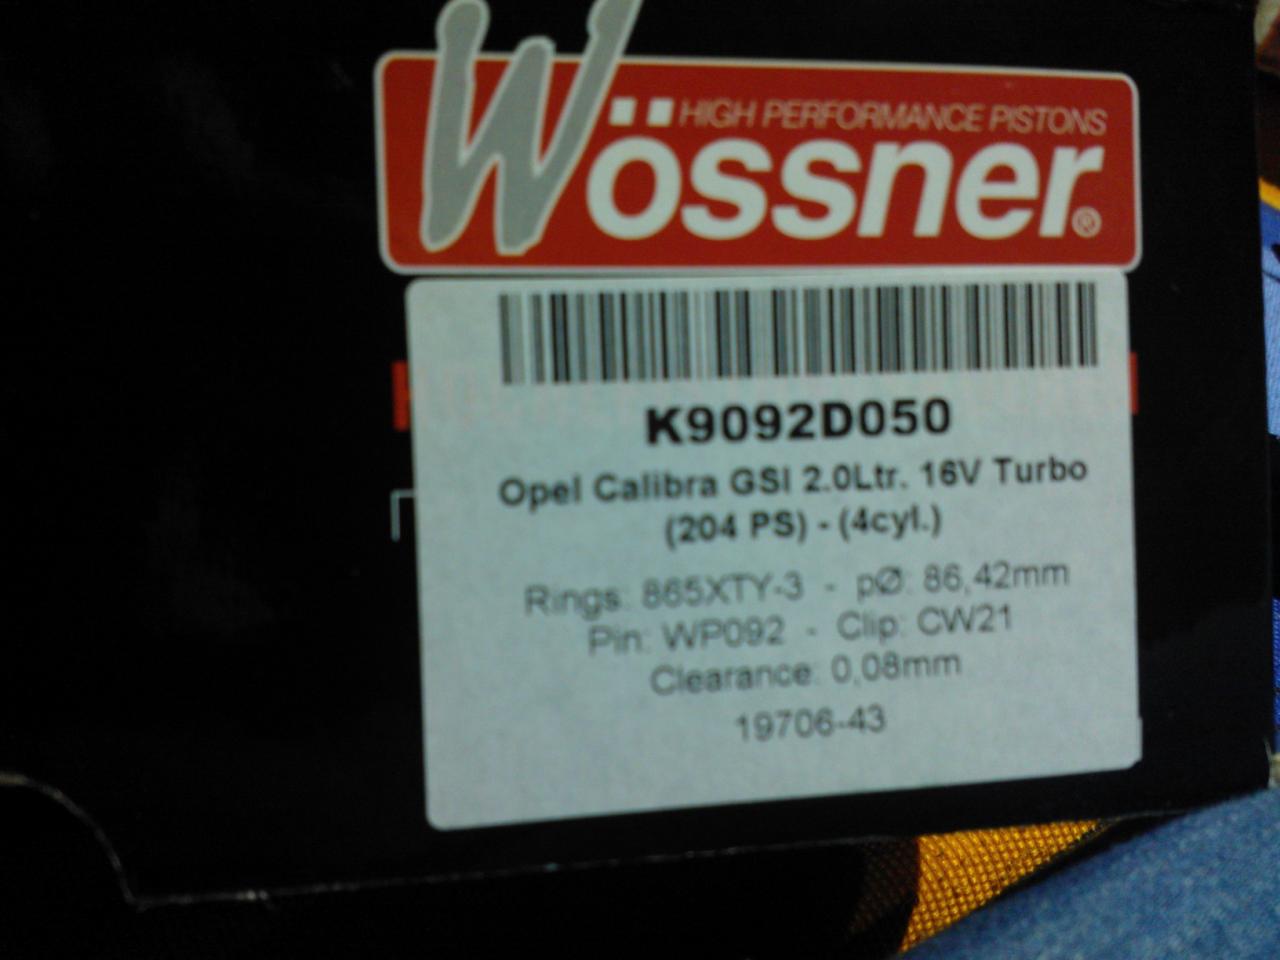 HIGH PERFORMANCE PISTONS
Wössner®
K9092D050
Opel Calibra GSI 2.0Ltr. 16V Turbo
(204 PS) - (4cyl.)
Rings: 865XTY-3 - pØ: 86,42mm
Pin: WP092 - Clip: CW21
Clearance: 0,08mm
19706-43